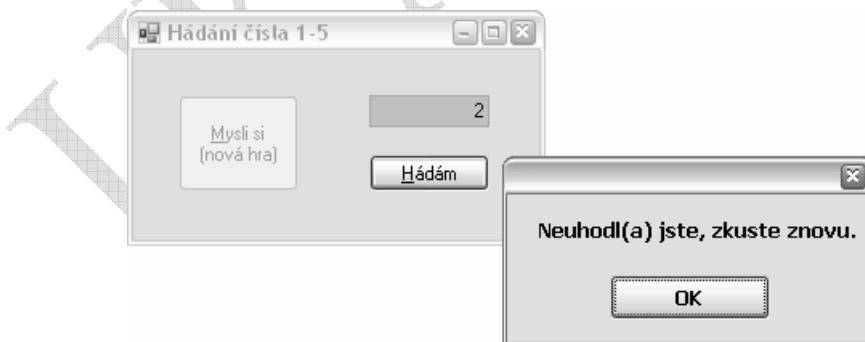 Hádání čísla 1-5
2
Mysli si
(nová hra)
Hádám
Neuhodl(a) jste, zkuste znovu.
OK